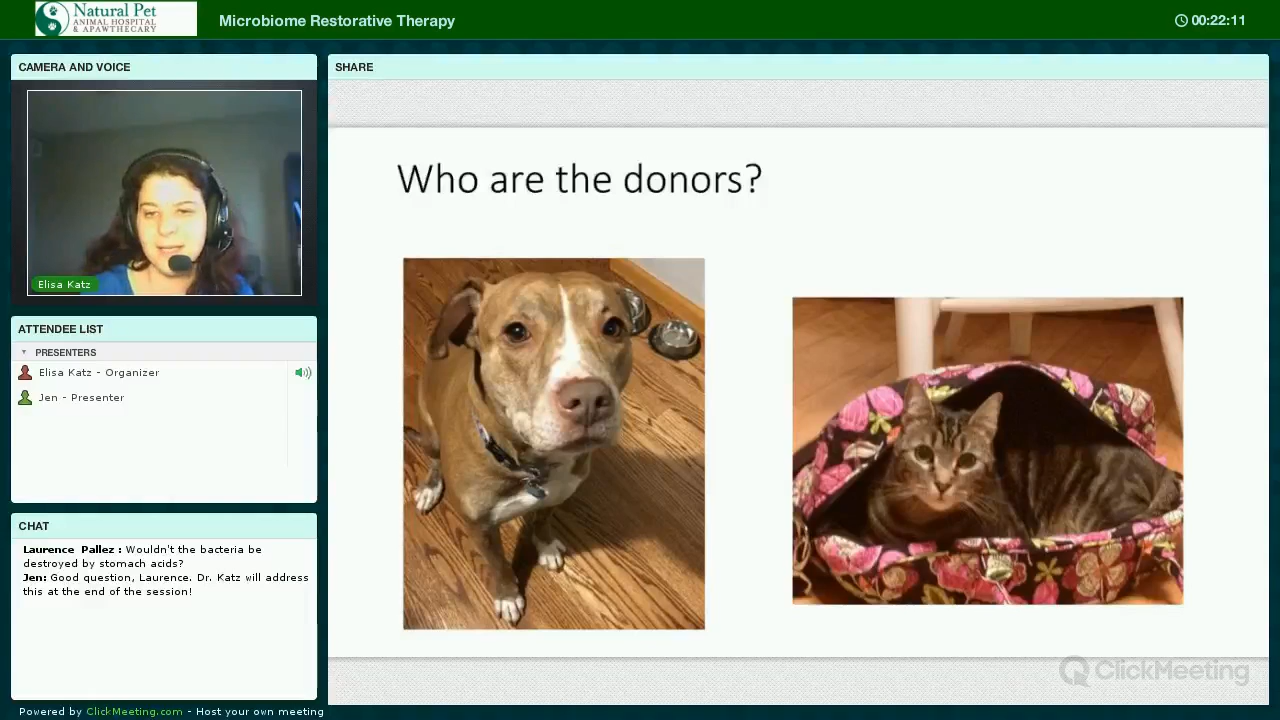 Natural Pet
ANIMAL HOSPITAL
& APAWTHECARY
Microbiome Restorative Therapy
00:22:11
CAMERA AND VOICE
Elisa Katz
ATTENDEE LIST
PRESENTERS
Elisa Katz - Organizer
Jen - Presenter
CHAT
Laurence Pallez : Wouldn't the bacteria be
destroyed by stomach acids?
Jen: Good question, Laurence. Dr. Katz will address
this at the end of the session!
SHARE
Who are the donors?
ClickMeeting
Powered by ClickMeeting.com - Host your own meeting